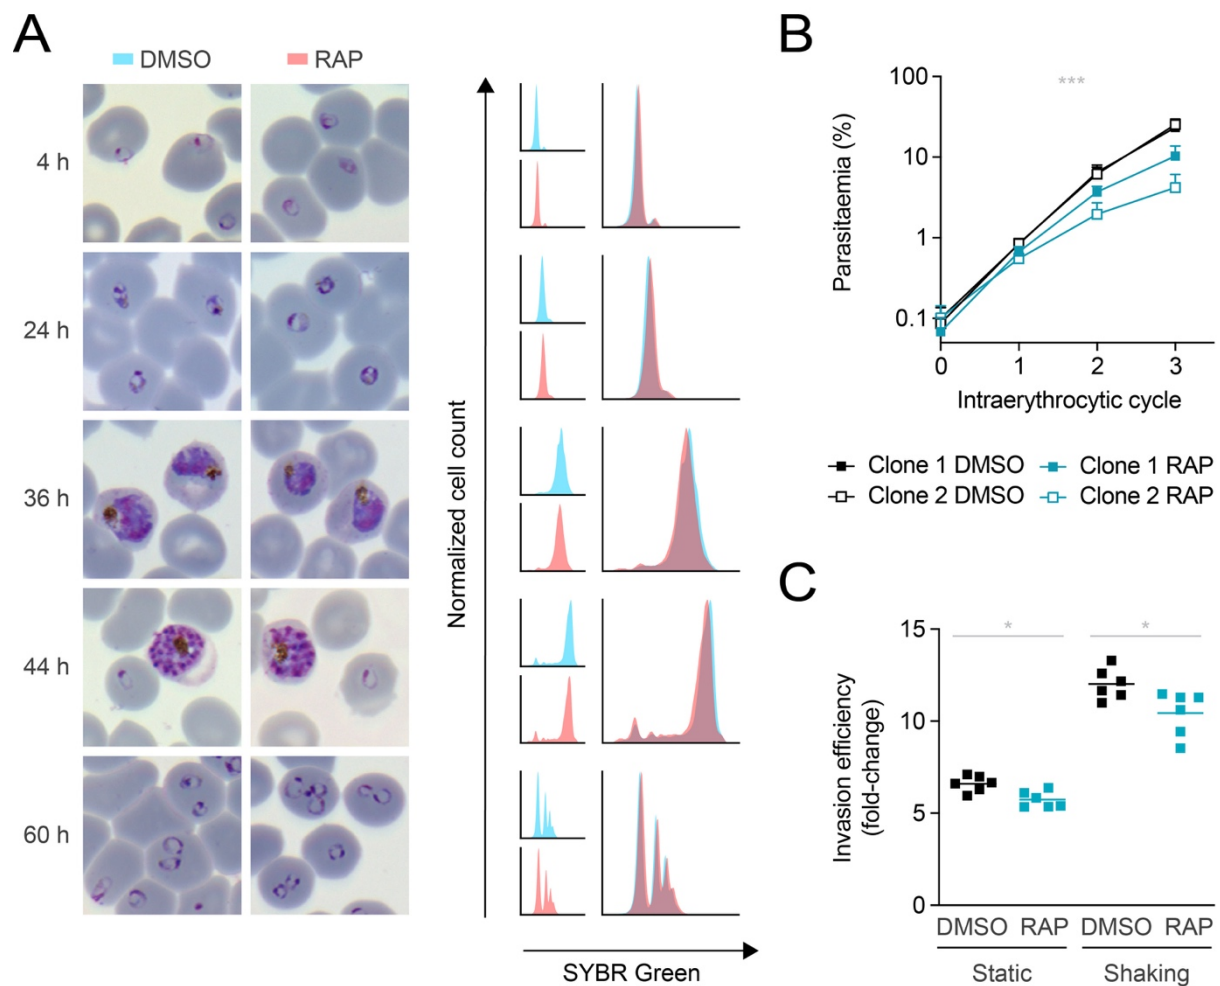 A
DMSO
RAP
4 h
24 h
36 h
44 h
60 h
Normalized cell count
SYBR Green
B
***
100
10
1
0.1
Parasitaemia (%)
0
1
2
3
Intraerythrocytic cycle
Clone 1 DMSO
Clone 1 RAP
Clone 2 DMSO
Clone 2 RAP
C
*
*
15
10
5
0
Invasion efficiency
(fold-change)
DMSO
RAP
DMSO
RAP
Static
Shaking